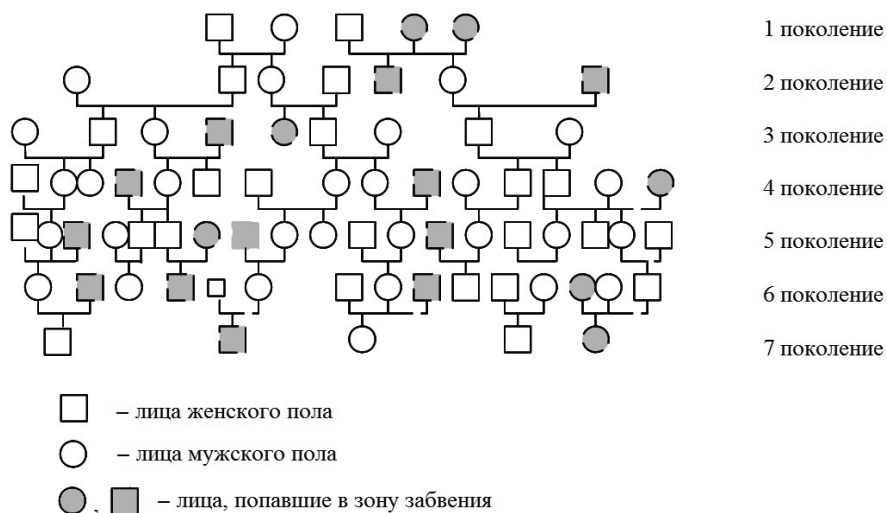 1 поколение
2 поколение
3 поколение
4 поколение
5 поколение
6 поколение
7 поколение
– лица женского пола
– лица мужского пола
, – лица, попавшие в зону забвения